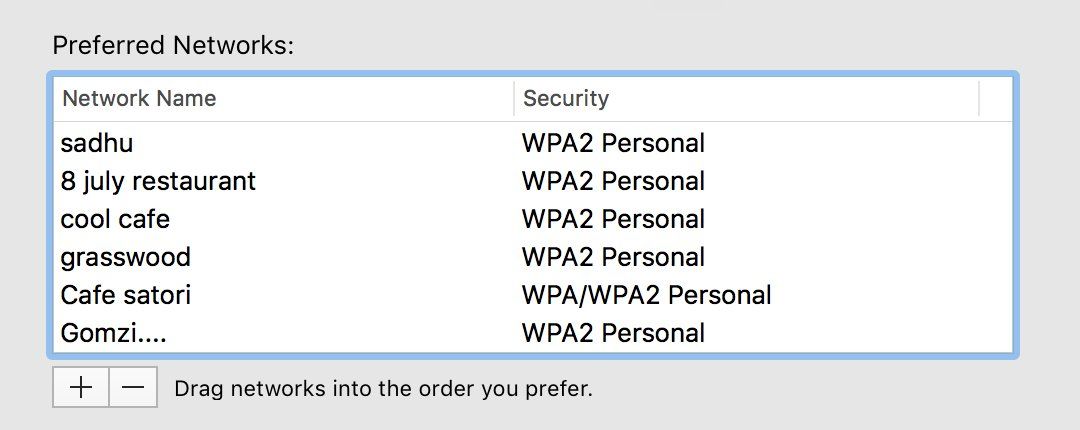 Preferred Networks:
Network Name Security
sadhu WPA2 Personal
8 july restaurant WPA2 Personal
cool cafe WPA2 Personal
grasswood WPA2 Personal
Cafe satori WPA/WPA2 Personal
Gomzi.... WPA2 Personal
+ − Drag networks into the order you prefer.